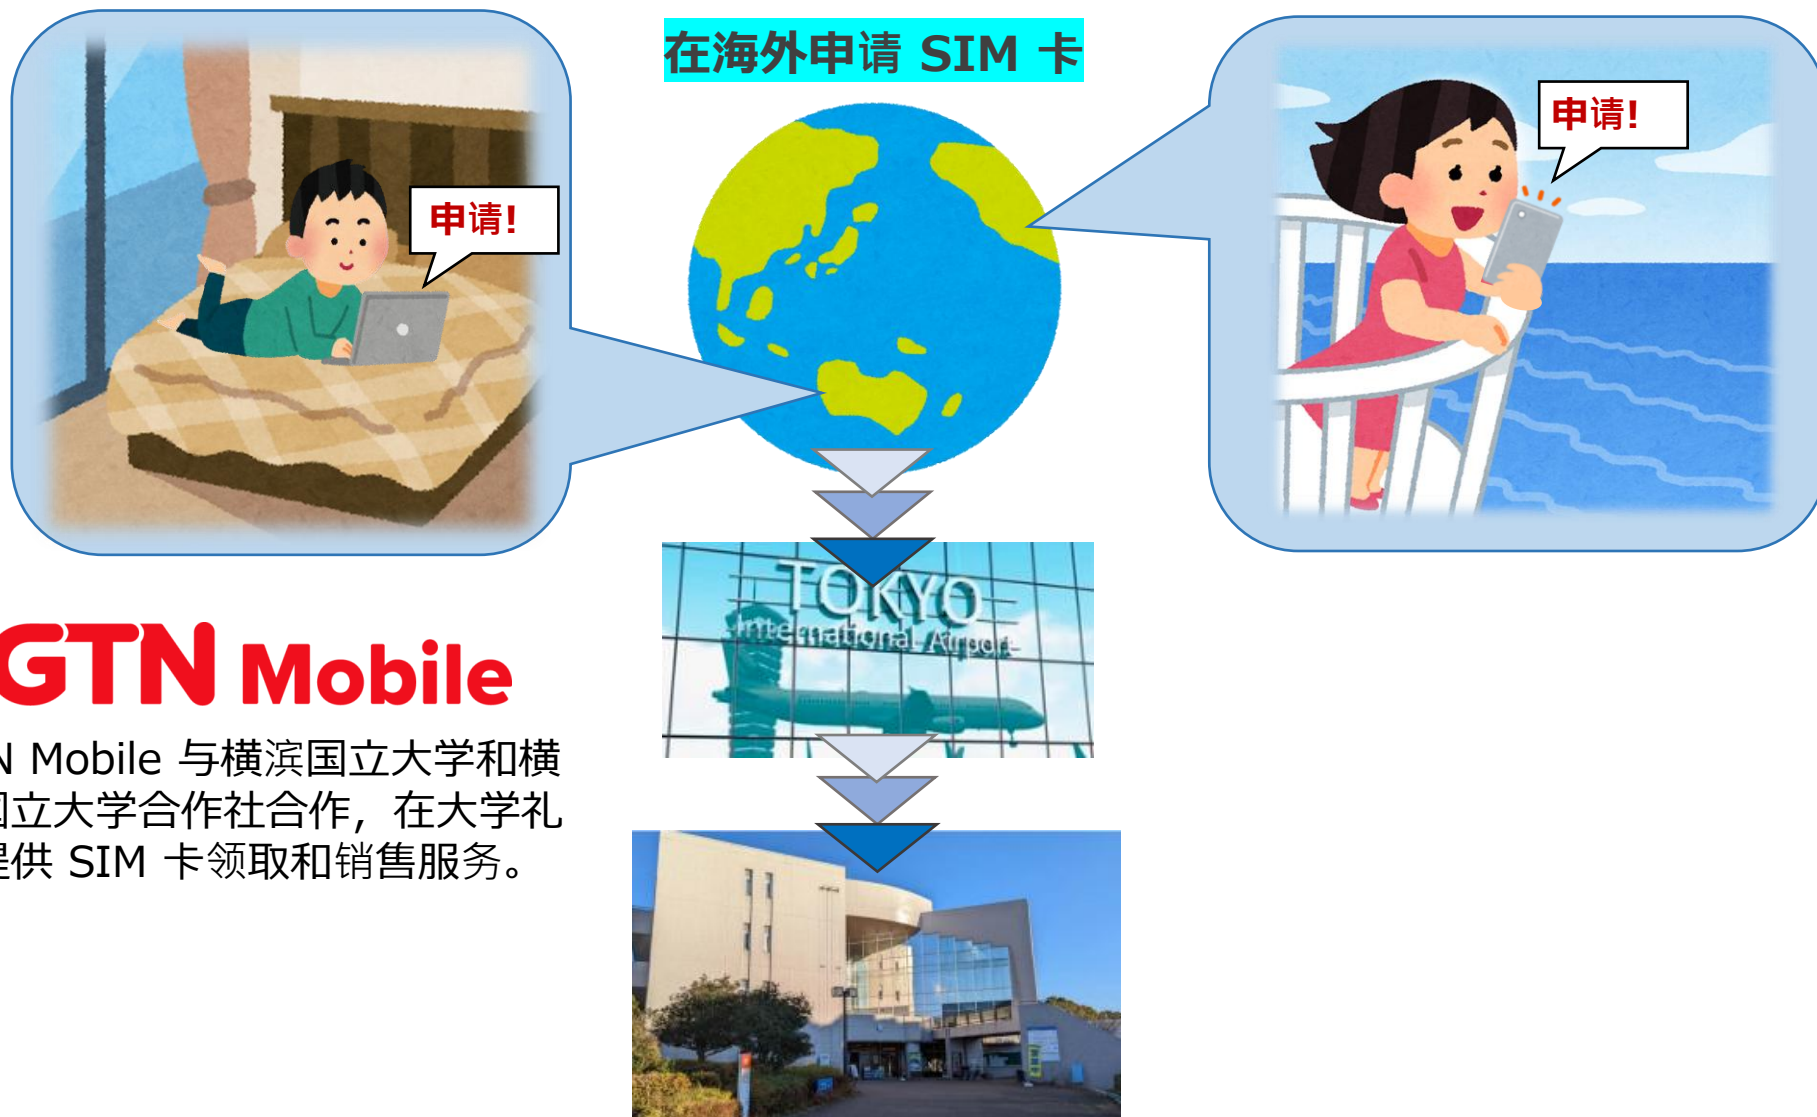 在海外申请 SIM 卡
申请!
申请!
TOKYO
International Airport
GTN Mobile
N Mobile 与横滨国立大学和横
国立大学合作社合作，在大学礼
提供 SIM 卡领取和销售服务。